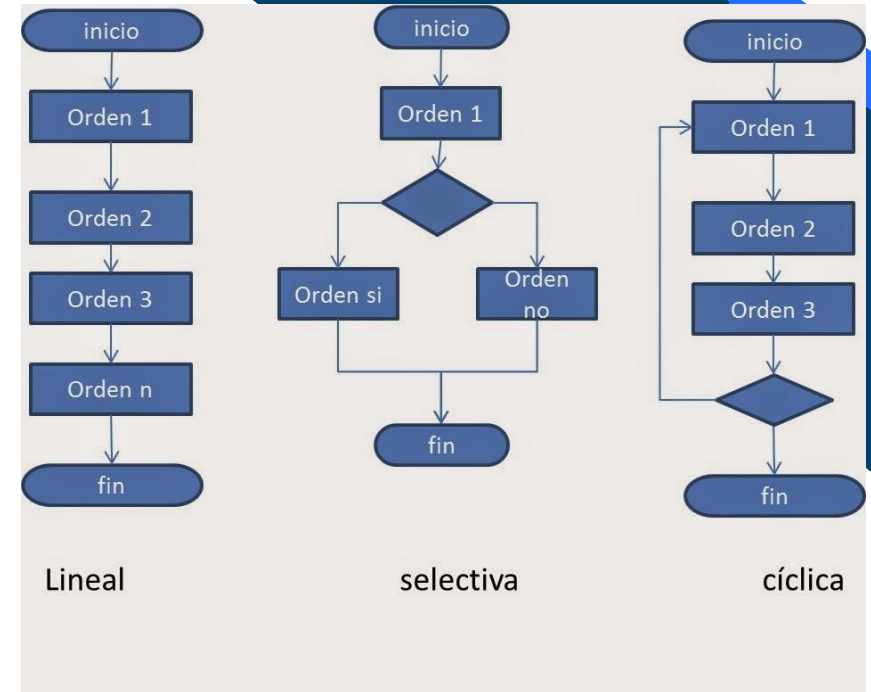 inicio
Orden 1
Orden 2
Orden 3
Orden n
fin
Lineal
inicio
Orden 1
Orden si
Orden
no
fin
selectiva
inicio
Orden 1
Orden 2
Orden 3
fin
cíclica